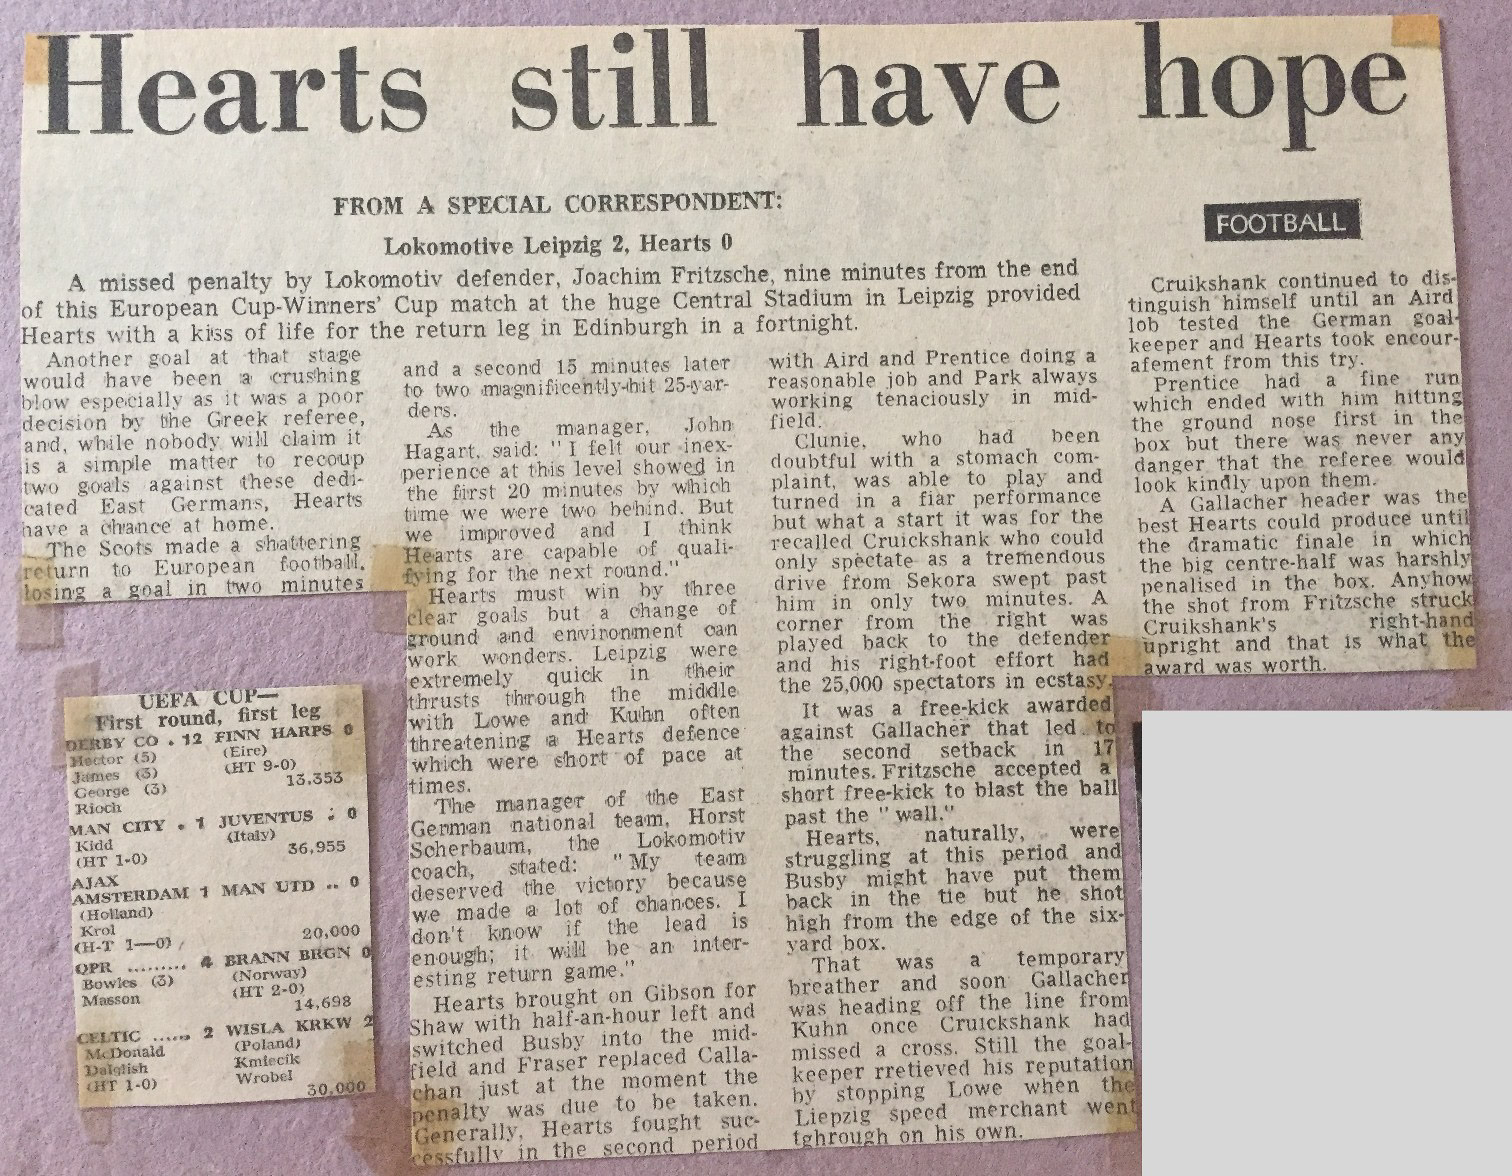 Hearts still have hope
FROM A SPECIAL CORRESPONDENT:
Lokomotive Leipzig 2, Hearts 0
FOOTBALL
A missed penalty by Lokomotiv defender, Joachim Fritzsche, nine minutes from the end
of this European Cup-Winners' Cup match at the huge Central Stadium in Leipzig provided
Hearts with a kiss of life for the return leg in Edinburgh in a fortnight.
Another goal at that stage
would have been a crushing
blow especially as it was a poor
decision by the Greek referee,
and, while nobody will claim it
is a simple matter to recoup
two goals against these dedi-
cated East Germans, Hearts
have a chance at home.
The Scots made a shattering
return to European football,
losing a goal in two minutes
and a second 15 minutes later
to two magnificently-hit 25-yar-
ders.
As the manager, John
Hagart, said: "I felt our inex-
perience at this level showed in
the first 20 minutes by which
time we were two behind. But
we improved and I think
Hearts are capable of quali-
fying for the next round."
Hearts must win by three
clear goals but a change of
ground and environment can
work wonders. Leipzig were
extremely quick in their
thrusts through the middle
with Lowe and Kuhn often
threatening a Hearts defence
which were short of pace at
times.
The manager of the East
German national team, Horst
Scherbaum, the Lokomotiv
coach, stated: "My team
deserved the victory because
we made a lot of chances. I
don't know if the lead is
enough; it will be an inter-
esting return game."
Hearts brought on Gibson for
Shaw with half-an-hour left and
switched Busby into the mid-
field and Fraser replaced Calla-
chan just at the moment the
penalty was due to be taken.
Generally, Hearts fought suc-
cessfully in the second period
with Aird and Prentice doing a
reasonable job and Park always
working tenaciously in mid-
field.
Clunie, who had been
doubtful with a stomach com-
plaint, was able to play and
turned in a fiar performance
but what a start it was for the
recalled Cruickshank who could
only spectate as a tremendous
drive from Sekora swept past
him in only two minutes. A
corner from the right was
played back to the defender
and his right-foot effort had
the 25,000 spectators in ecstasy.
It was a free-kick awarded
against Gallacher that led to
the second setback in 17
minutes. Fritzsche accepted a
short free-kick to blast the ball
past the "wall."
Hearts, naturally, were
struggling at this period and
Busby might have put them
back in the tie but he shot
high from the edge of the six-
yard box.
That was a temporary
breather and soon Gallacher
was heading off the line from
Kuhn once Cruickshank had
missed a cross. Still the goal-
keeper rretieved his reputation
by stopping Lowe when the
Liepzig speed merchant went
tghrough on his own.
Cruikshank continued to dis-
tinguish himself until an Aird
lob tested the German goal-
keeper and Hearts took encour-
afement from this try.
Prentice had a fine run
which ended with him hitting
the ground nose first in the
box but there was never any
danger that the referee would
look kindly upon them.
A Gallacher header was the
best Hearts could produce until
the dramatic finale in which
the big centre-half was harshly
penalised in the box. Anyhow
the shot from Fritzsche struck
Cruikshank's right-hand
upright and that is what the
award was worth.
UEFA CUP—
First round, first leg
DERBY CO . 12 FINN HARPS 0
Hector (5) (Eire)
James (3) (HT 9-0)
George (3) 13,353
Rioch
MAN CITY . 1 JUVENTUS : 0
Kidd (Italy)
(HT 1-0) 36,955
AJAX
AMSTERDAM 1 MAN UTD .. 0
(Holland)
Krol 20,000
(H-T 1—0)
QPR ......... 4 BRANN BRGN 0
Bowles (3) (Norway)
Masson (HT 2-0)
14,698
CELTIC ...... 2 WISLA KRKW 2
McDonald (Poland)
Dalglish Kmiecik
(HT 1-0) Wrobel
30,000